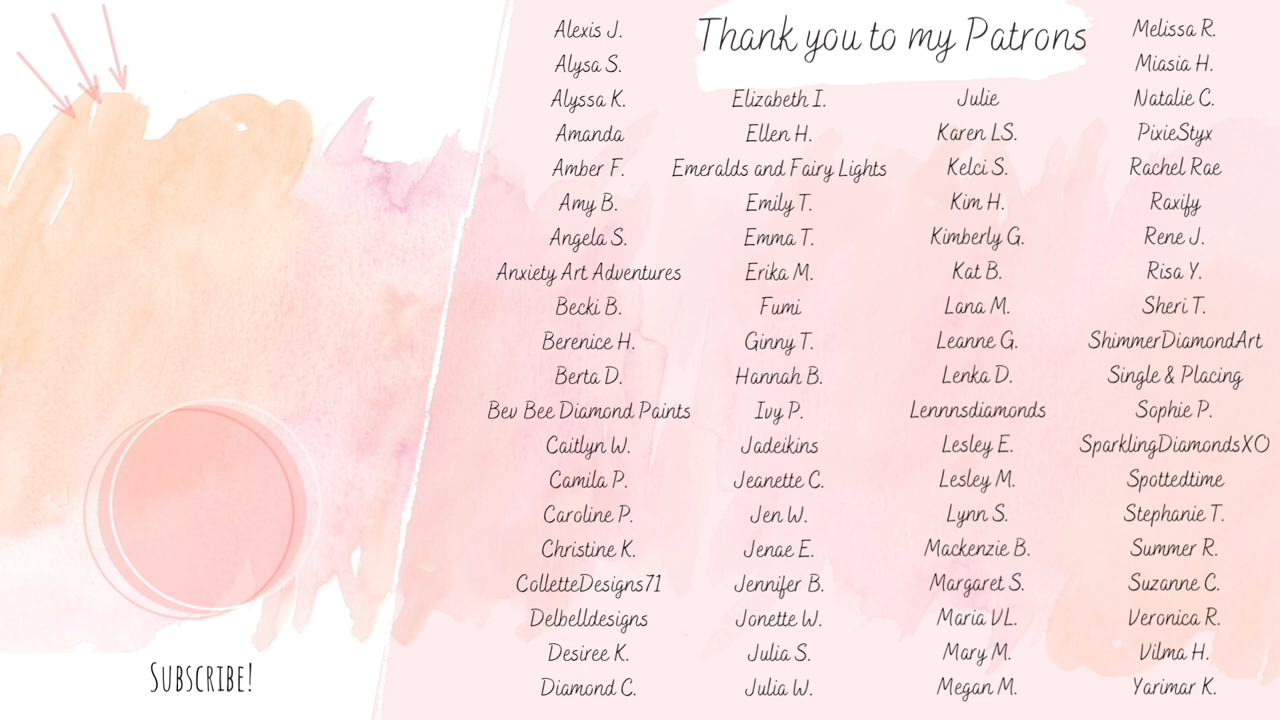 Thank you to my Patrons
Alexis J.
Alysa S.
Alyssa K.
Amanda
Amber F.
Amy B.
Angela S.
Anxiety Art Adventures
Becki B.
Berenice H.
Berta D.
Bev Bee Diamond Paints
Caitlyn W.
Camila P.
Caroline P.
Christine K.
ColletteDesigns71
Delbelldesigns
Desiree K.
Diamond C.
Elizabeth I.
Ellen H.
Emeralds and Fairy Lights
Emily T.
Emma T.
Erika M.
Fumi
Ginny T.
Hannah B.
Ivy P.
Jadeikins
Jeanette C.
Jen W.
Jenae E.
Jennifer B.
Jonette W.
Julia S.
Julia W.
Julie
Karen LS.
Kelci S.
Kim H.
Kimberly G.
Kat B.
Lana M.
Leanne G.
Lenka D.
Lennnsdiamonds
Lesley E.
Lesley M.
Lynn S.
Mackenzie B.
Margaret S.
Maria VL.
Mary M.
Megan M.
Melissa R.
Miasia H.
Natalie C.
PixieStyx
Rachel Rae
Raxify
Rene J.
Risa Y.
Sheri T.
ShimmerDiamondArt
Single & Placing
Sophie P.
SparklingDiamondsXO
Spottedtime
Stephanie T.
Summer R.
Suzanne C.
Veronica R.
Vilma H.
Yarimar K.
Subscribe!